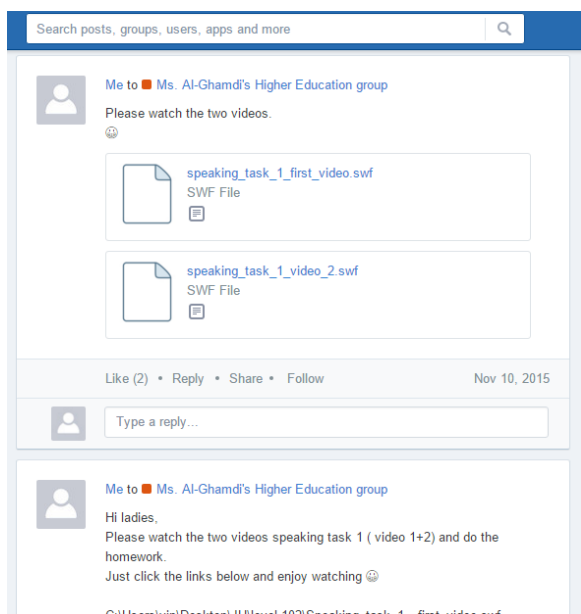 Search posts, groups, users, apps and more
Me to Ms. Al-Ghamdi's Higher Education group
Please watch the two videos.
speaking_task_1_first_video.swf
SWF File
speaking_task_1_video_2.swf
SWF File
Like (2) • Reply • Share • Follow Nov 10, 2015
Type a reply...
Me to Ms. Al-Ghamdi's Higher Education group
Hi ladies,
Please watch the two videos speaking task 1 ( video 1+2) and do the
homework.
Just click the links below and enjoy watching